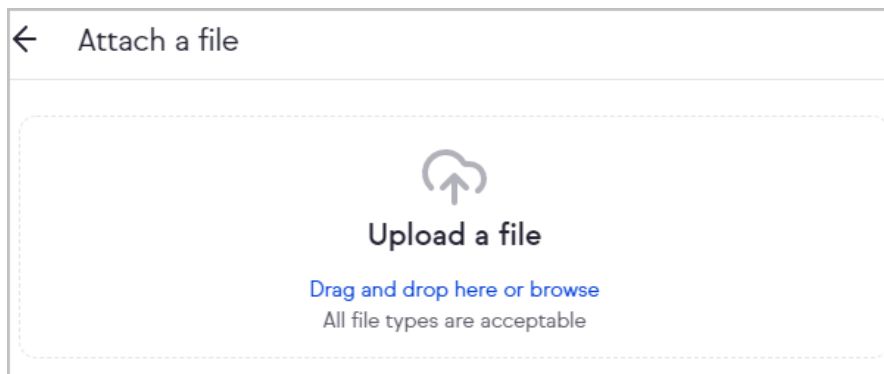 Attach a file
Upload a file
Drag and drop here or browse
All file types are acceptable